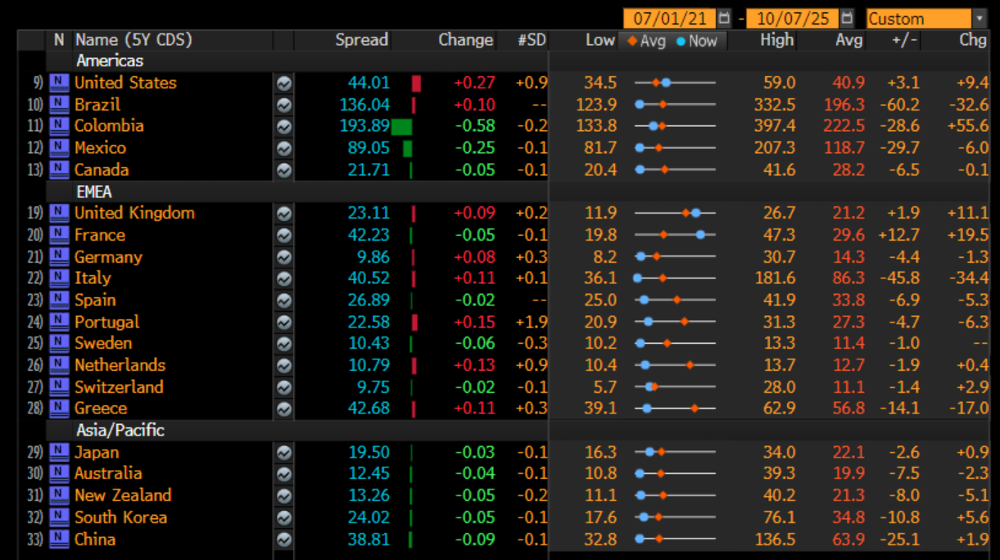 07/01/21 - 10/07/25 Custom
N Name (5Y CDS) Spread Change #SD Low Avg Now High Avg +/- Chg
Americas
9) N United States 44.01 +0.27 +0.9 34.5 59.0 40.9 +3.1 +9.4
10) N Brazil 136.04 +0.10 -- 123.9 332.5 196.3 -60.2 -32.6
11) N Colombia 193.89 -0.58 -0.2 133.8 397.4 222.5 -28.6 +55.6
12) N Mexico 89.05 -0.25 -0.1 81.7 207.3 118.7 -29.7 -6.0
13) N Canada 21.71 -0.05 -0.1 20.4 41.6 28.2 -6.5 -0.1
EMEA
19) N United Kingdom 23.11 +0.09 +0.2 11.9 26.7 21.2 +1.9 +11.1
20) N France 42.23 -0.05 -0.1 19.8 47.3 29.6 +12.7 +19.5
21) N Germany 9.86 +0.08 +0.3 8.2 30.7 14.3 -4.4 -1.3
22) N Italy 40.52 +0.11 +0.1 36.1 181.6 86.3 -45.8 -34.4
23) N Spain 26.89 -0.02 -- 25.0 41.9 33.8 -6.9 -5.3
24) N Portugal 22.58 +0.15 +1.9 20.9 31.3 27.3 -4.7 -6.3
25) N Sweden 10.43 -0.06 -0.3 10.2 13.3 11.4 -1.0 --
26) N Netherlands 10.79 +0.13 +0.9 10.4 13.7 12.7 -1.9 +0.4
27) N Switzerland 9.75 -0.02 -0.1 5.7 28.0 11.1 -1.4 +2.9
28) N Greece 42.68 +0.11 +0.3 39.1 62.9 56.8 -14.1 -17.0
Asia/Pacific
29) N Japan 19.50 -0.03 -0.1 16.3 34.0 22.1 -2.6 +0.9
30) N Australia 12.45 -0.04 -0.1 10.8 39.3 19.9 -7.5 -2.3
31) N New Zealand 13.26 -0.05 -0.2 11.1 40.2 21.3 -8.0 -5.1
32) N South Korea 24.02 -0.05 -0.1 17.6 76.1 34.8 -10.8 +5.6
33) N China 38.81 -0.09 -0.1 32.8 136.5 63.9 -25.1 +1.9